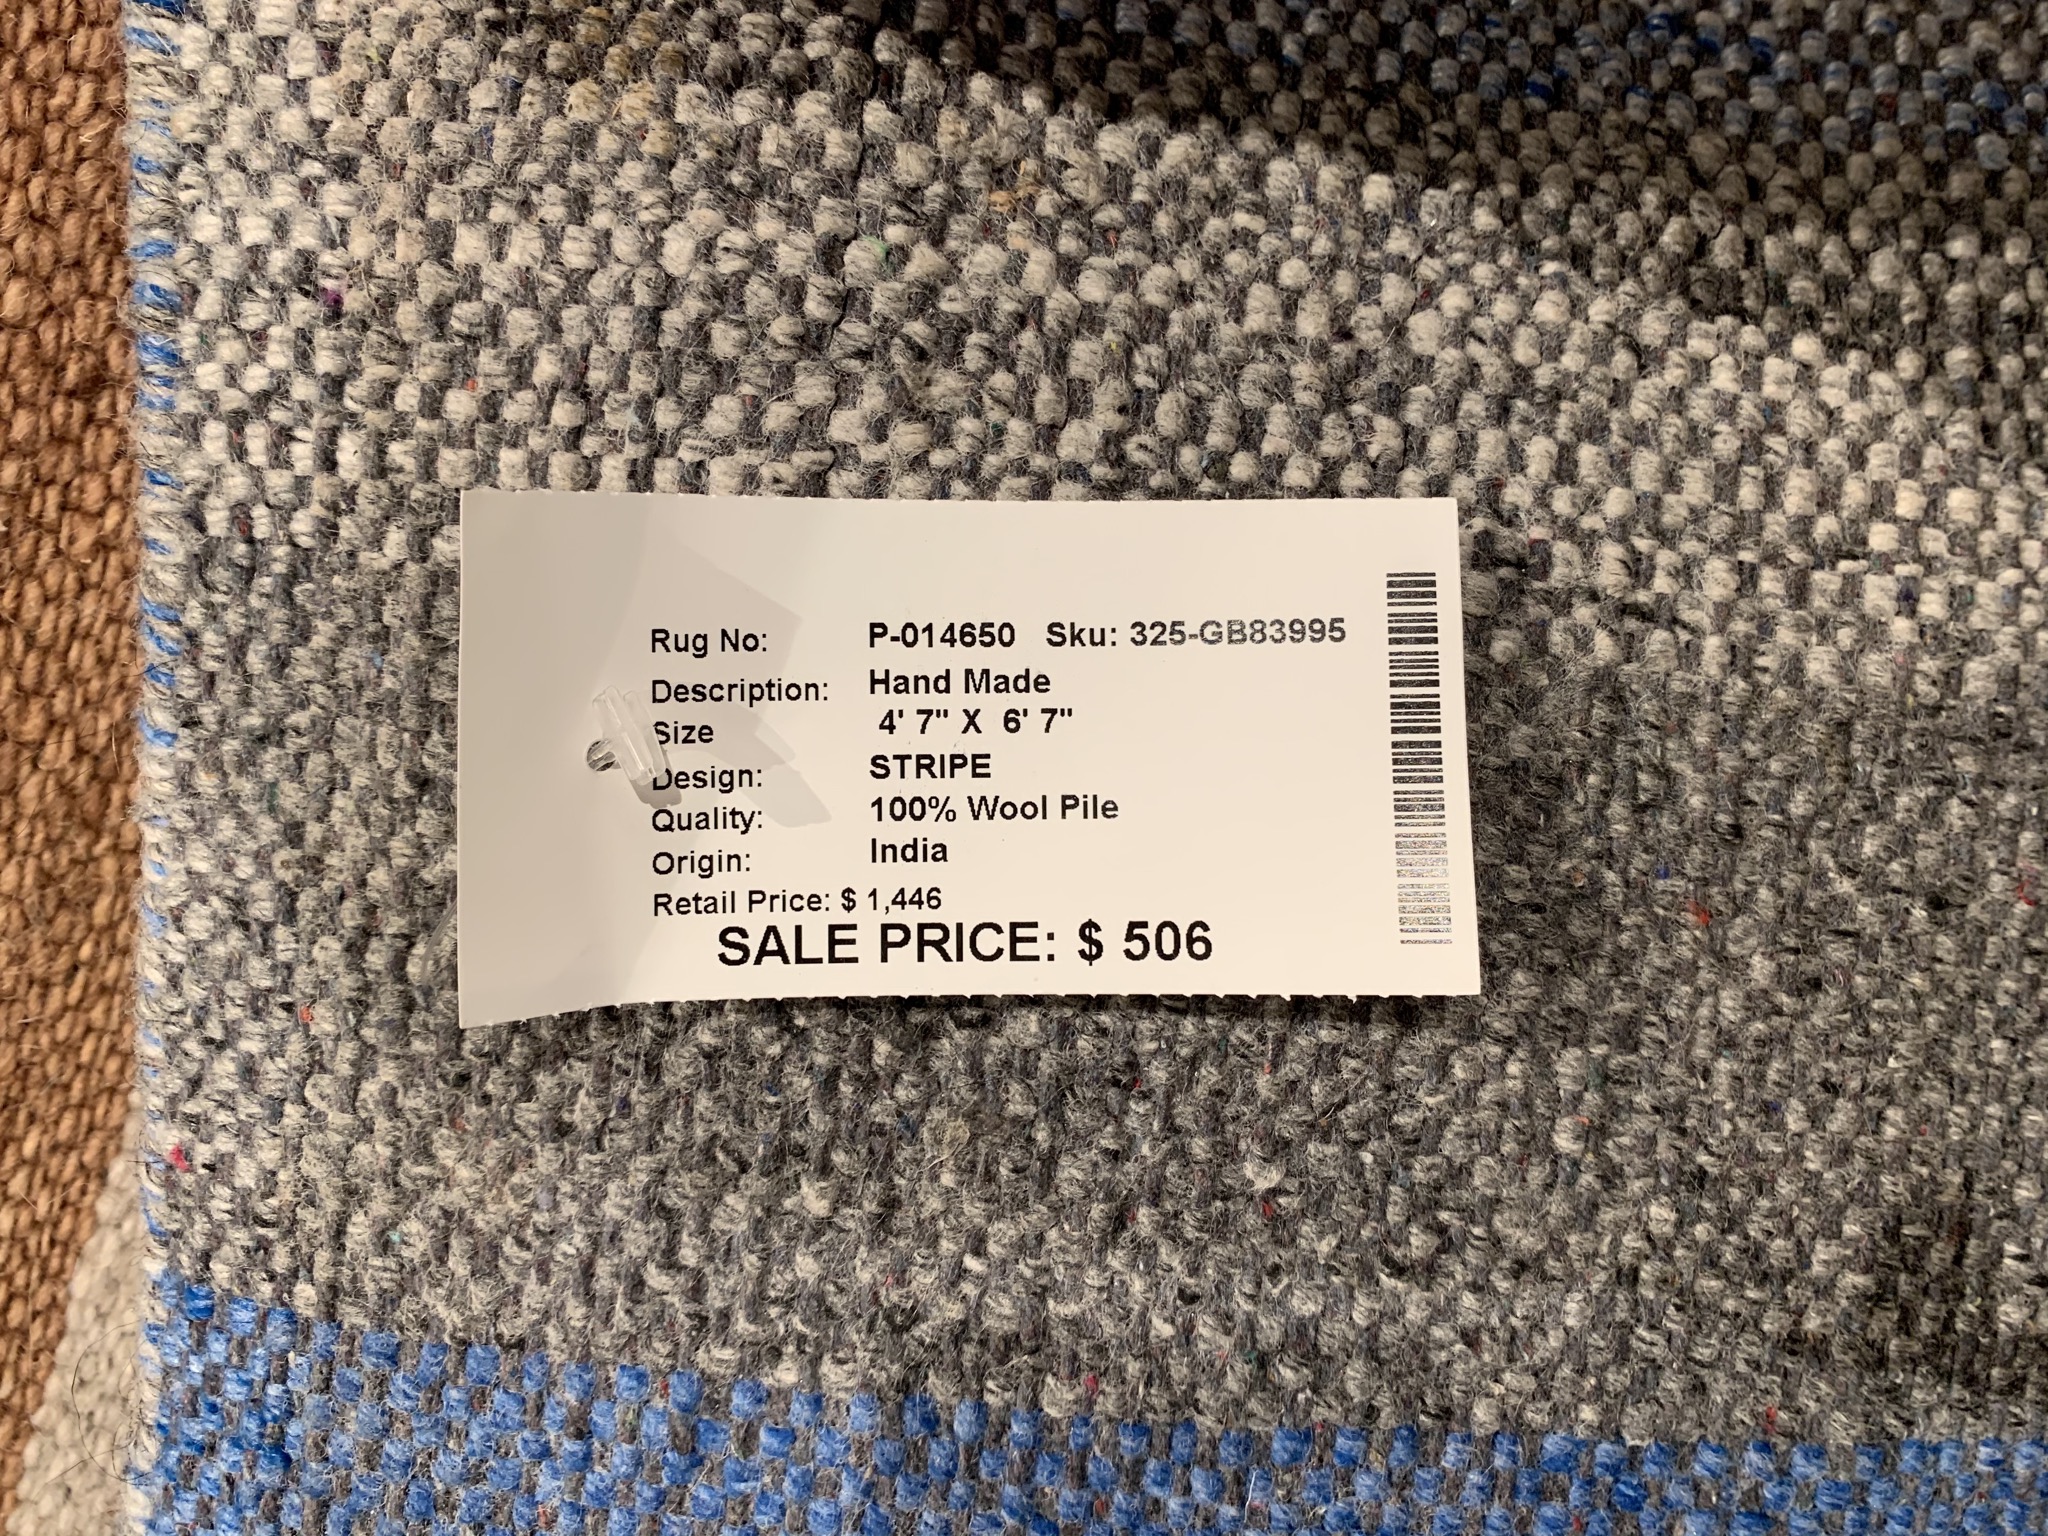 Rug No: P-014650 Sku: 325-GB83995
Description: Hand Made
Size 4' 7" X 6' 7"
Design: STRIPE
Quality: 100% Wool Pile
Origin: India
Retail Price: $ 1,446
SALE PRICE: $ 506